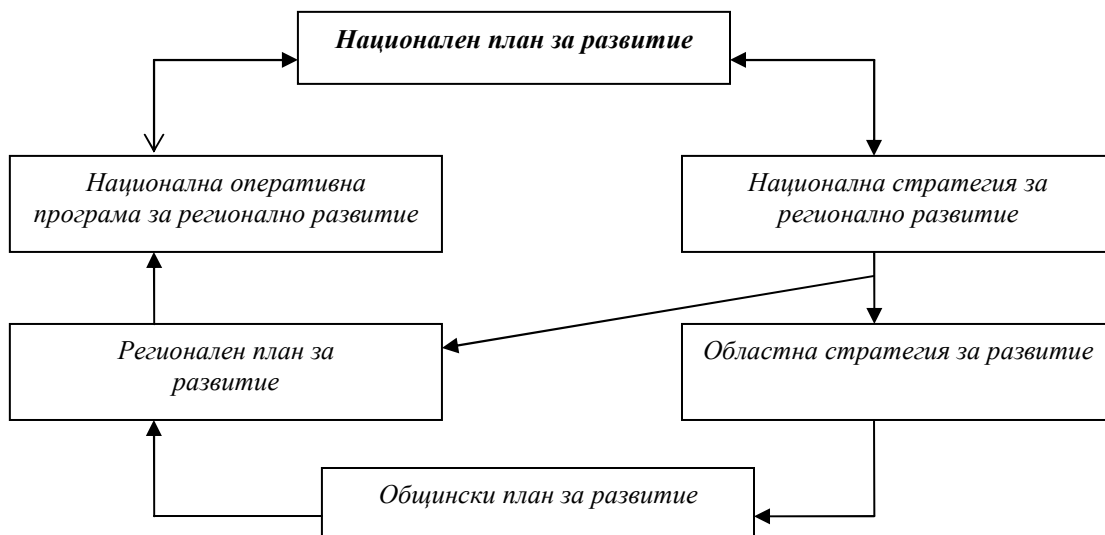 Национален план за развитие
Национална оперативна
програма за регионално развитие
Национална стратегия за
регионално развитие
Регионален план за
развитие
Областна стратегия за развитие
Общински план за развитие